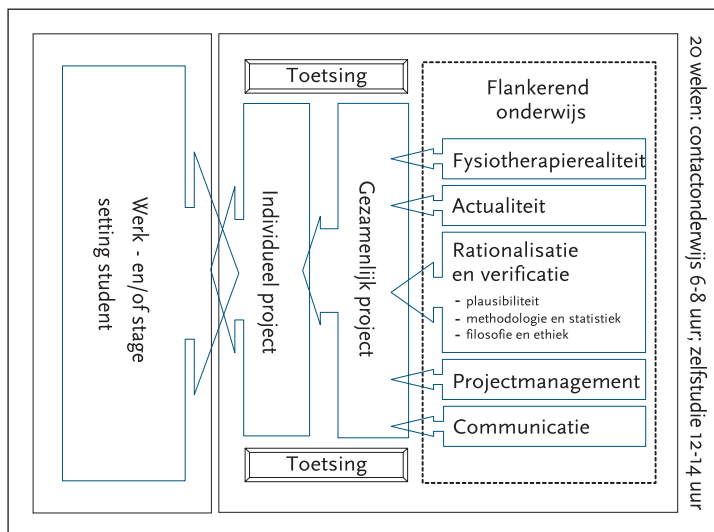 Werk - en/of stage
setting student
Toetsing
Individueel project
Gezamenlijk project
Toetsing
Flankerend
onderwijs
Fysiotherapierealiteit
Actualiteit
Rationalisatie
en verificatie
- plausibiliteit
- methodologie en statistiek
- filosofie en ethiek
Projectmanagement
Communicatie
20 weken: contactonderwijs 6-8 uur; zelfstudie 12-14 uur